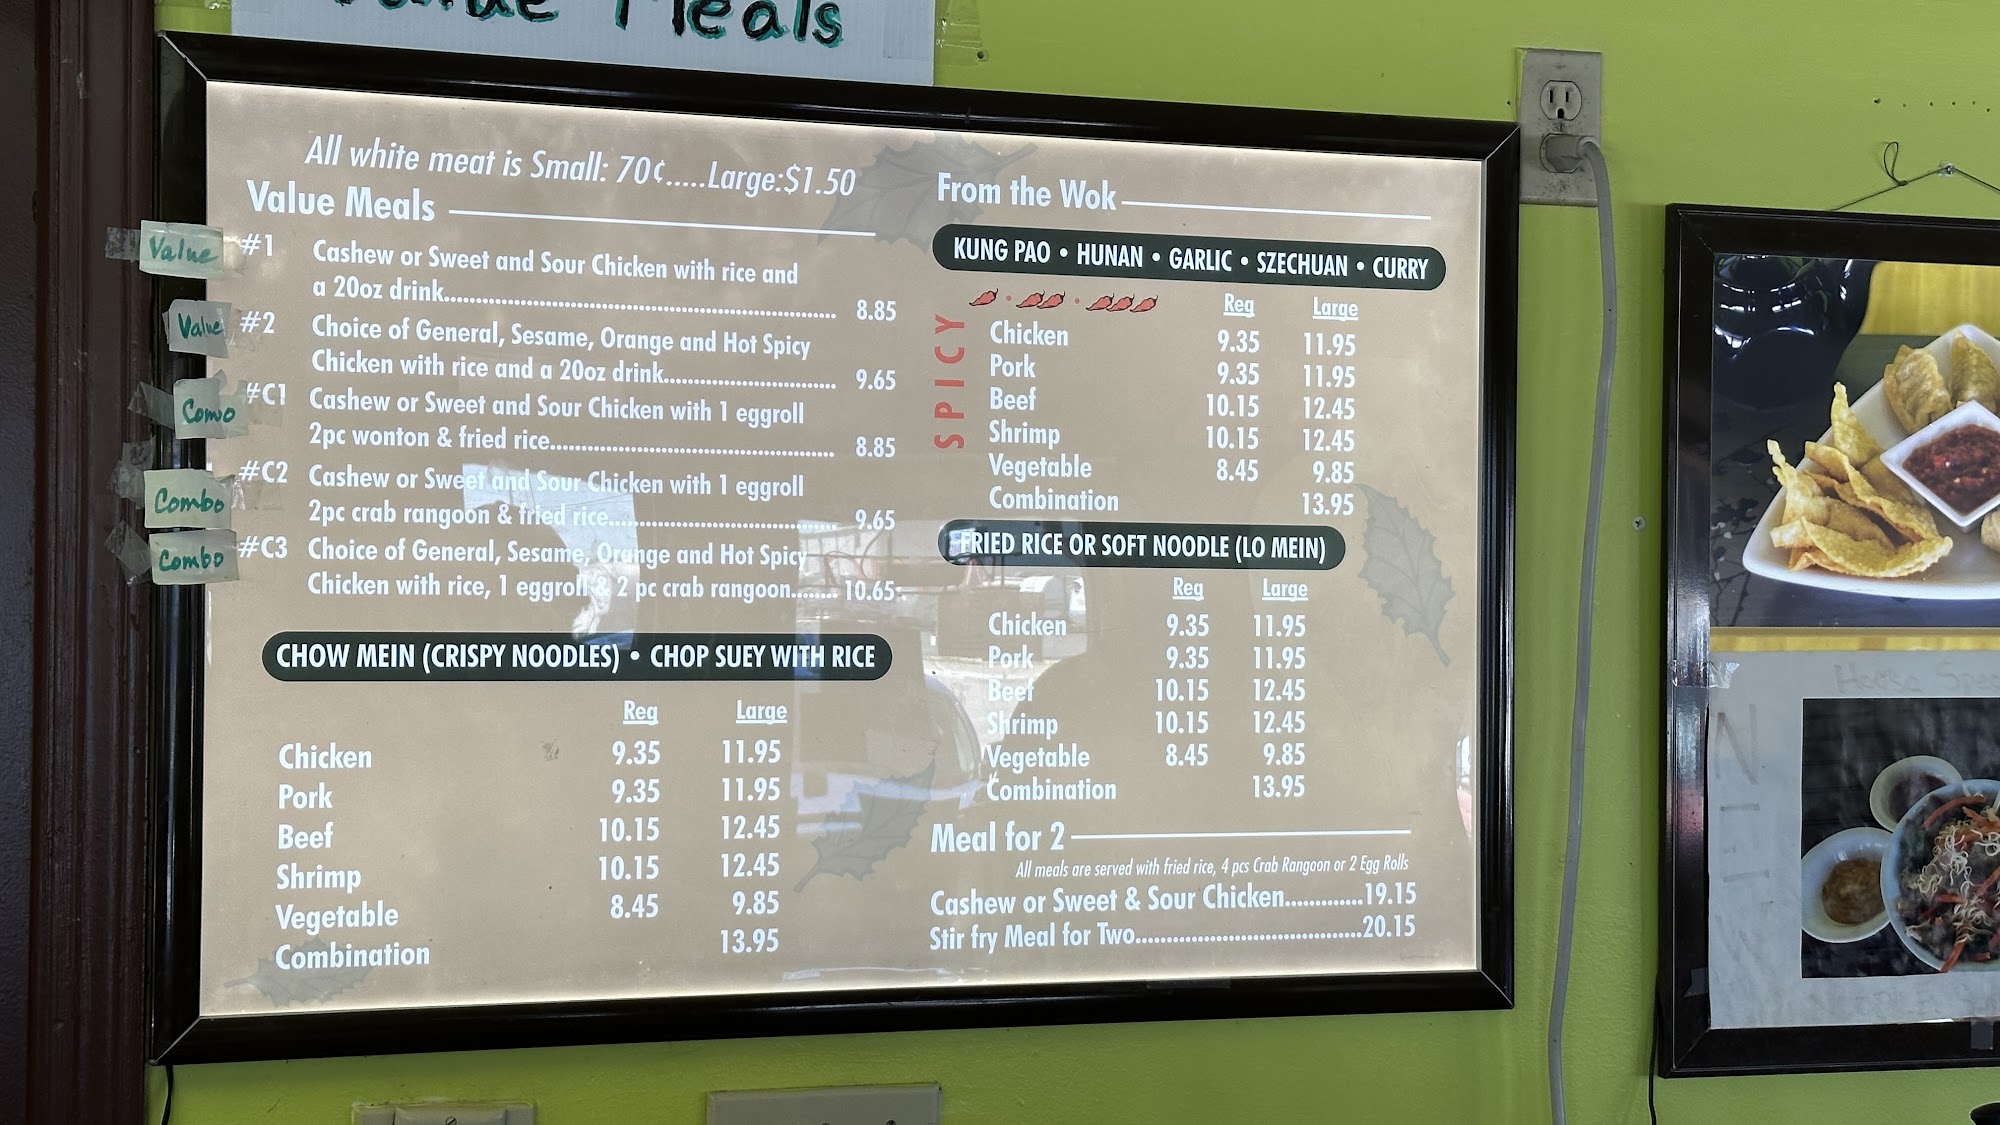 Value Meals
All white meat is Small: 70¢.....Large:$1.50
Value Meals
Value
#1 Cashew or Sweet and Sour Chicken with rice and
a 20oz drink.......... 8.85
Value
#2 Choice of General, Sesame, Orange and Hot Spicy
Chicken with rice and a 20oz drink.......... 9.65
Combo
#C1 Cashew or Sweet and Sour Chicken with 1 eggroll
2pc wonton & fried rice.......... 8.85
Combo
#C2 Cashew or Sweet and Sour Chicken with 1 eggroll
2pc crab rangoon & fried rice.......... 9.65
Combo
#C3 Choice of General, Sesame, Orange and Hot Spicy
Chicken with rice, 1 eggroll & 2 pc crab rangoon........ 10.65
CHOW MEIN (CRISPY NOODLES) • CHOP SUEY WITH RICE
Reg Large
Chicken 9.35 11.95
Pork 9.35 11.95
Beef 10.15 12.45
Shrimp 10.15 12.45
Vegetable 8.45 9.85
Combination 13.95
From the Wok
KUNG PAO • HUNAN • GARLIC • SZECHUAN • CURRY
SPICY
Reg Large
Chicken 9.35 11.95
Pork 9.35 11.95
Beef 10.15 12.45
Shrimp 10.15 12.45
Vegetable 8.45 9.85
Combination 13.95
FRIED RICE OR SOFT NOODLE (LO MEIN)
Reg Large
Chicken 9.35 11.95
Pork 9.35 11.95
Beef 10.15 12.45
Shrimp 10.15 12.45
Vegetable 8.45 9.85
Combination 13.95
Meal for 2
All meals are served with fried rice, 4 pcs Crab Rangoon or 2 Egg Rolls
Cashew or Sweet & Sour Chicken.............19.15
Stir fry Meal for Two..........20.15